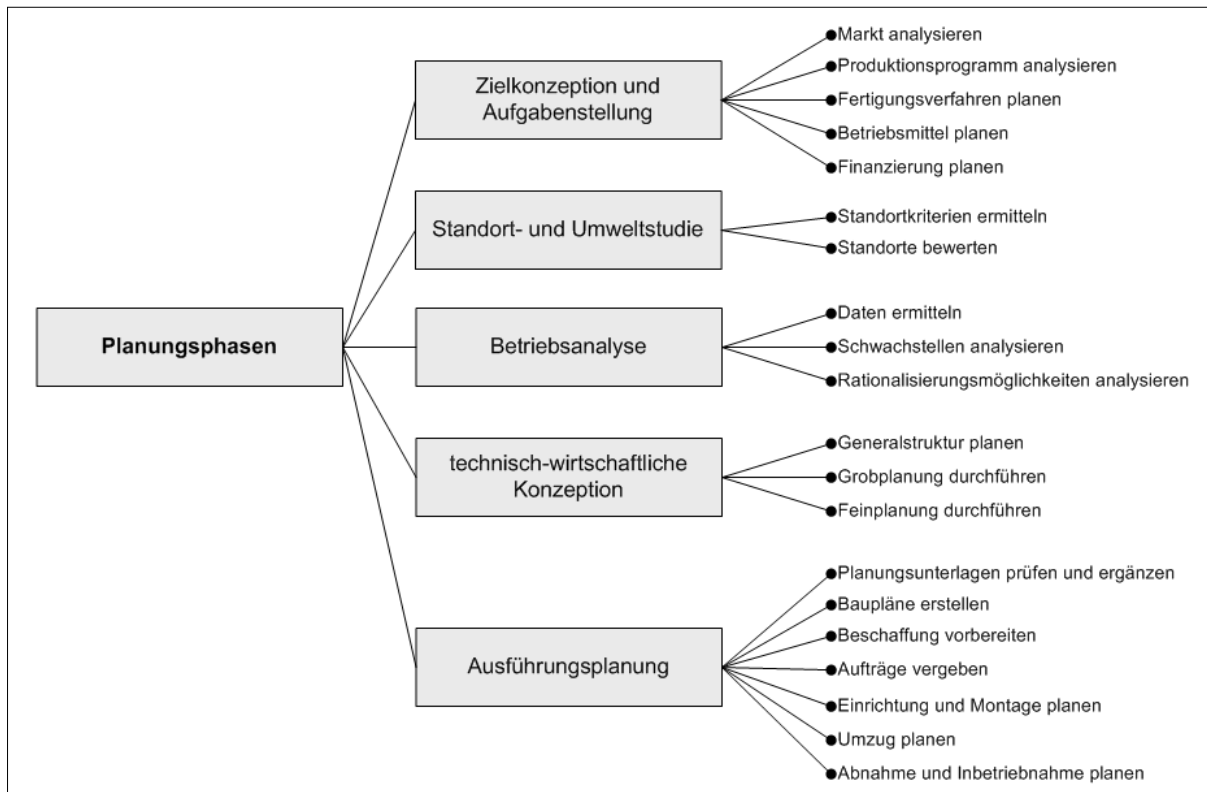 Planungsphasen
Zielkonzeption und
Aufgabenstellung
Markt analysieren
Produktionsprogramm analysieren
Fertigungsverfahren planen
Betriebsmittel planen
Finanzierung planen
Standort- und Umweltstudie
Standortkriterien ermitteln
Standorte bewerten
Betriebsanalyse
Daten ermitteln
Schwachstellen analysieren
Rationalisierungsmöglichkeiten analysieren
technisch-wirtschaftliche
Konzeption
Generalstruktur planen
Grobplanung durchführen
Feinplanung durchführen
Ausführungsplanung
Planungsunterlagen prüfen und ergänzen
Baupläne erstellen
Beschaffung vorbereiten
Aufträge vergeben
Einrichtung und Montage planen
Umzug planen
Abnahme und Inbetriebnahme planen